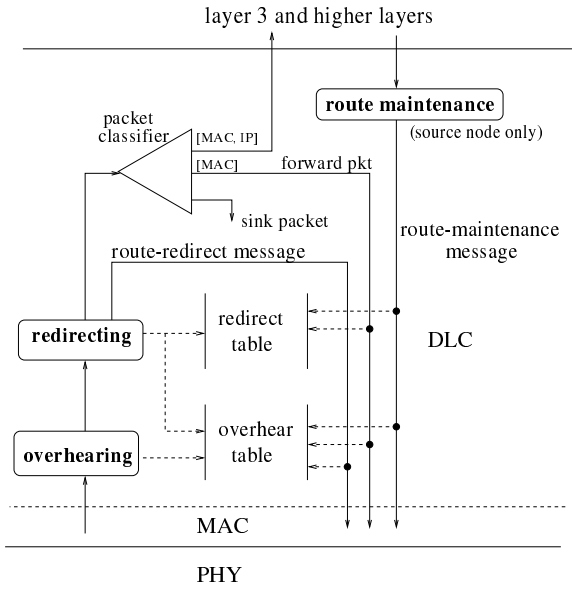 layer 3 and higher layers
route maintenance
(source node only)
packet
classifier
[MAC, IP]
[MAC]
forward pkt
sink packet
route-maintenance
message
route-redirect message
redirecting
redirect
table
DLC
overhearing
overhear
table
MAC
PHY